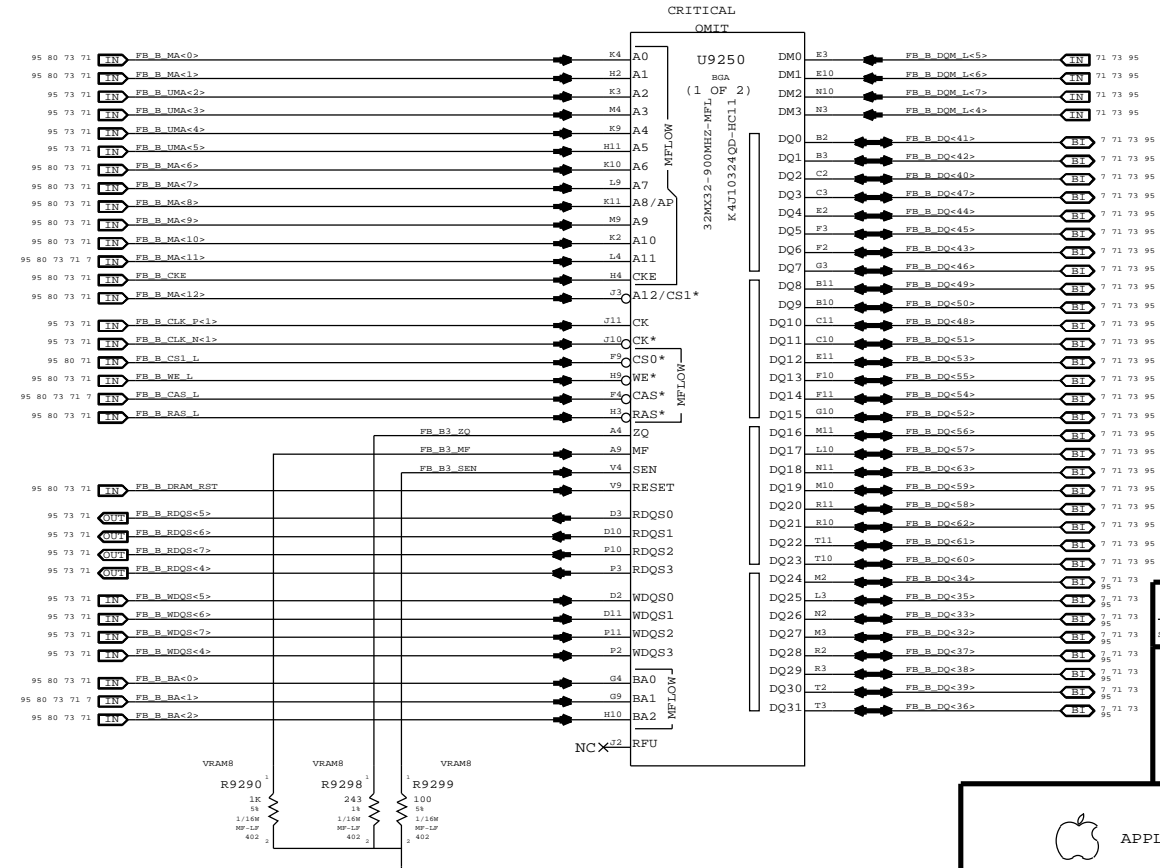 CRITICAL
OMIT
U9250
BGA
(1 OF 2)
32MX32-900MHZ-MFL
K4J10324QD-HC11
MFLOW
MFLOW
MFLOW
95 80 73 71 IN FB_B_MA<0> K4 A0
95 80 73 71 IN FB_B_MA<1> H2 A1
95 73 71 IN FB_B_UMA<2> K3 A2
95 73 71 IN FB_B_UMA<3> M4 A3
95 73 71 IN FB_B_UMA<4> K9 A4
95 73 71 IN FB_B_UMA<5> H11 A5
95 80 73 71 IN FB_B_MA<6> K10 A6
95 80 73 71 IN FB_B_MA<7> L9 A7
95 80 73 71 IN FB_B_MA<8> K11 A8/AP
95 80 73 71 IN FB_B_MA<9> M9 A9
95 80 73 71 IN FB_B_MA<10> K2 A10
95 80 73 71 7 IN FB_B_MA<11> L4 A11
95 80 73 71 IN FB_B_CKE H4 CKE
95 80 73 71 IN FB_B_MA<12> J3 A12/CS1*
95 73 71 IN FB_B_CLK_P<1> J11 CK
95 73 71 IN FB_B_CLK_N<1> J10 CK*
95 80 71 IN FB_B_CS1_L F9 CS0*
95 80 73 71 IN FB_B_WE_L H9 WE*
95 80 73 71 7 IN FB_B_CAS_L F4 CAS*
95 80 73 71 IN FB_B_RAS_L H3 RAS*
FB_B3_ZQ A4 ZQ
FB_B3_MF A9 MF
FB_B3_SEN V4 SEN
95 80 73 71 IN FB_B_DRAM_RST V9 RESET
95 73 71 OUT FB_B_RDQS<5> D3 RDQS0
95 73 71 OUT FB_B_RDQS<6> D10 RDQS1
95 73 71 OUT FB_B_RDQS<7> P10 RDQS2
95 73 71 OUT FB_B_RDQS<4> P3 RDQS3
95 73 71 IN FB_B_WDQS<5> D2 WDQS0
95 73 71 IN FB_B_WDQS<6> D11 WDQS1
95 73 71 IN FB_B_WDQS<7> P11 WDQS2
95 73 71 IN FB_B_WDQS<4> P2 WDQS3
95 80 73 71 IN FB_B_BA<0> G4 BA0
95 80 73 71 7 IN FB_B_BA<1> G9 BA1
95 80 73 71 IN FB_B_BA<2> H10 BA2
NC J2 RFU
DM0 E3 FB_B_DQM_L<5> IN 71 73 95
DM1 E10 FB_B_DQM_L<6> IN 71 73 95
DM2 N10 FB_B_DQM_L<7> IN 71 73 95
DM3 N3 FB_B_DQM_L<4> IN 71 73 95
DQ0 B2 FB_B_DQ<41> BI 7 71 73 95
DQ1 B3 FB_B_DQ<42> BI 7 71 73 95
DQ2 C2 FB_B_DQ<40> BI 7 71 73 95
DQ3 C3 FB_B_DQ<47> BI 7 71 73 95
DQ4 E2 FB_B_DQ<44> BI 7 71 73 95
DQ5 F3 FB_B_DQ<45> BI 7 71 73 95
DQ6 F2 FB_B_DQ<43> BI 7 71 73 95
DQ7 G3 FB_B_DQ<46> BI 7 71 73 95
DQ8 B11 FB_B_DQ<49> BI 7 71 73 95
DQ9 B10 FB_B_DQ<50> BI 7 71 73 95
DQ10 C11 FB_B_DQ<48> BI 7 71 73 95
DQ11 C10 FB_B_DQ<51> BI 7 71 73 95
DQ12 E11 FB_B_DQ<53> BI 7 71 73 95
DQ13 F10 FB_B_DQ<55> BI 7 71 73 95
DQ14 F11 FB_B_DQ<54> BI 7 71 73 95
DQ15 G10 FB_B_DQ<52> BI 7 71 73 95
DQ16 M11 FB_B_DQ<56> BI 7 71 73 95
DQ17 L10 FB_B_DQ<57> BI 7 71 73 95
DQ18 N11 FB_B_DQ<63> BI 7 71 73 95
DQ19 M10 FB_B_DQ<59> BI 7 71 73 95
DQ20 R11 FB_B_DQ<58> BI 7 71 73 95
DQ21 R10 FB_B_DQ<62> BI 7 71 73 95
DQ22 T11 FB_B_DQ<61> BI 7 71 73 95
DQ23 T10 FB_B_DQ<60> BI 7 71 73 95
DQ24 M2 FB_B_DQ<34> BI 7 71 73 95
DQ25 L3 FB_B_DQ<35> BI 7 71 73 95
DQ26 N2 FB_B_DQ<33> BI 7 71 73 95
DQ27 M3 FB_B_DQ<32> BI 7 71 73 95
DQ28 R2 FB_B_DQ<37> BI 7 71 73 95
DQ29 R3 FB_B_DQ<38> BI 7 71 73 95
DQ30 T2 FB_B_DQ<39> BI 7 71 73 95
DQ31 T3 FB_B_DQ<36> BI 7 71 73 95
VRAM8 VRAM8 VRAM8
R9290 1 R9298 1 1 R9299
1K 243 100
5% 1% 5%
1/16W 1/16W 1/16W
MF-LF MF-LF MF-LF
402 2 402 2 2 402
APPL